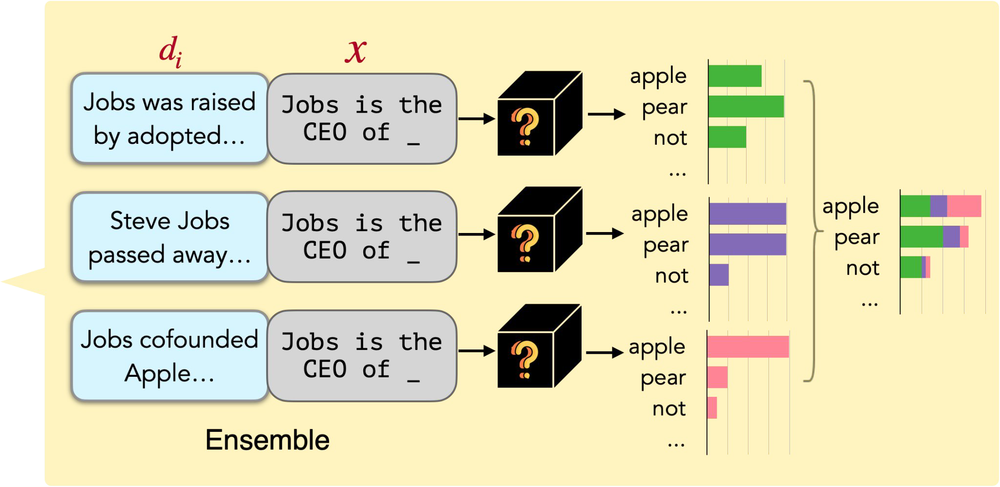 d_i
x
Jobs was raised
by adopted...
Jobs is the
CEO of _
?
apple
pear
not
...
Steve Jobs
passed away...
Jobs is the
CEO of _
?
apple
pear
not
...
Jobs cofounded
Apple...
Jobs is the
CEO of _
?
apple
pear
not
...
apple
pear
not
...
Ensemble